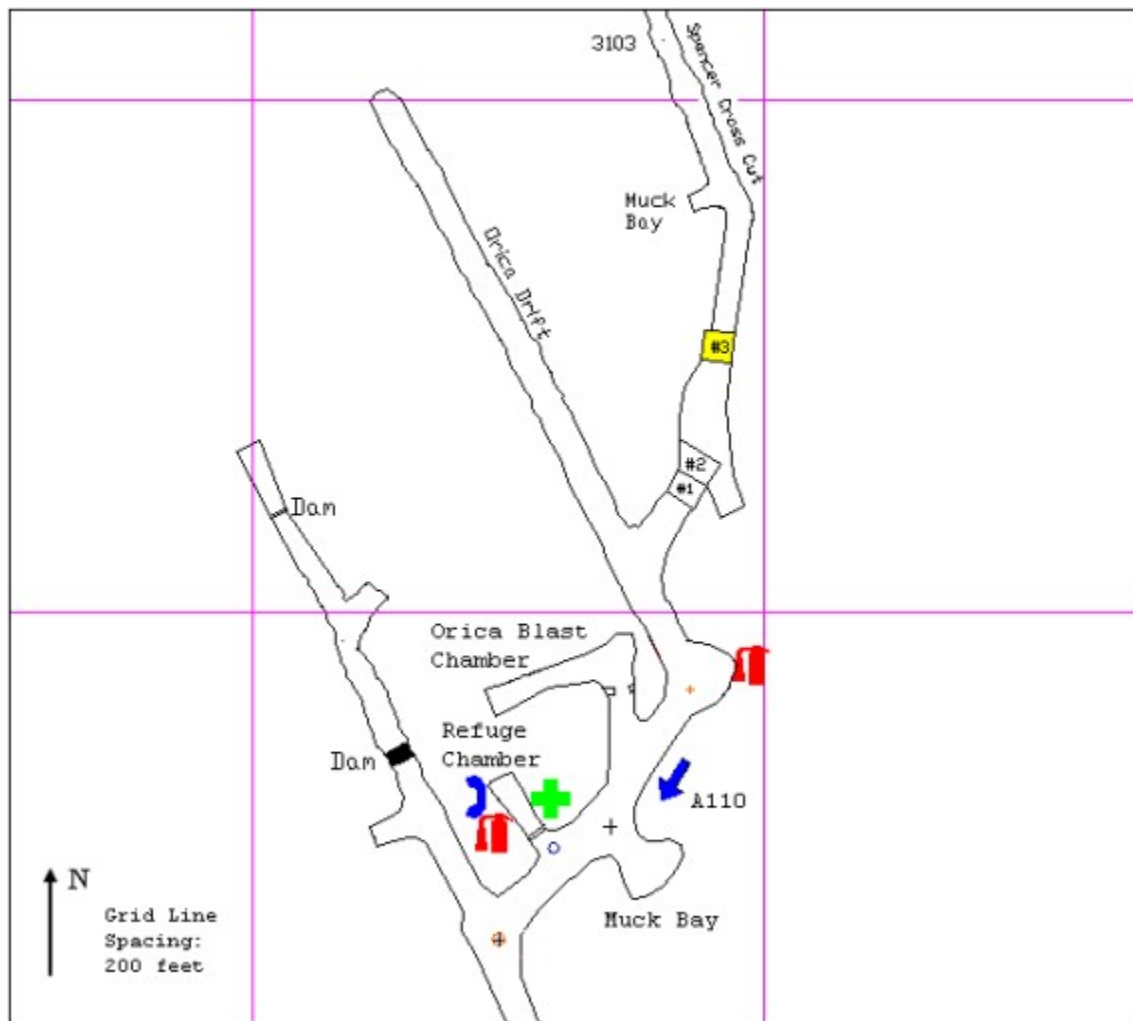 3103
Spencer Cross Cut
Muck
Bay
Orica Drift
#3
#2
#1
Dam
Orica Blast
Chamber
Refuge
Chamber
Dam
A110
N
Grid Line
Spacing:
200 feet
Muck Bay